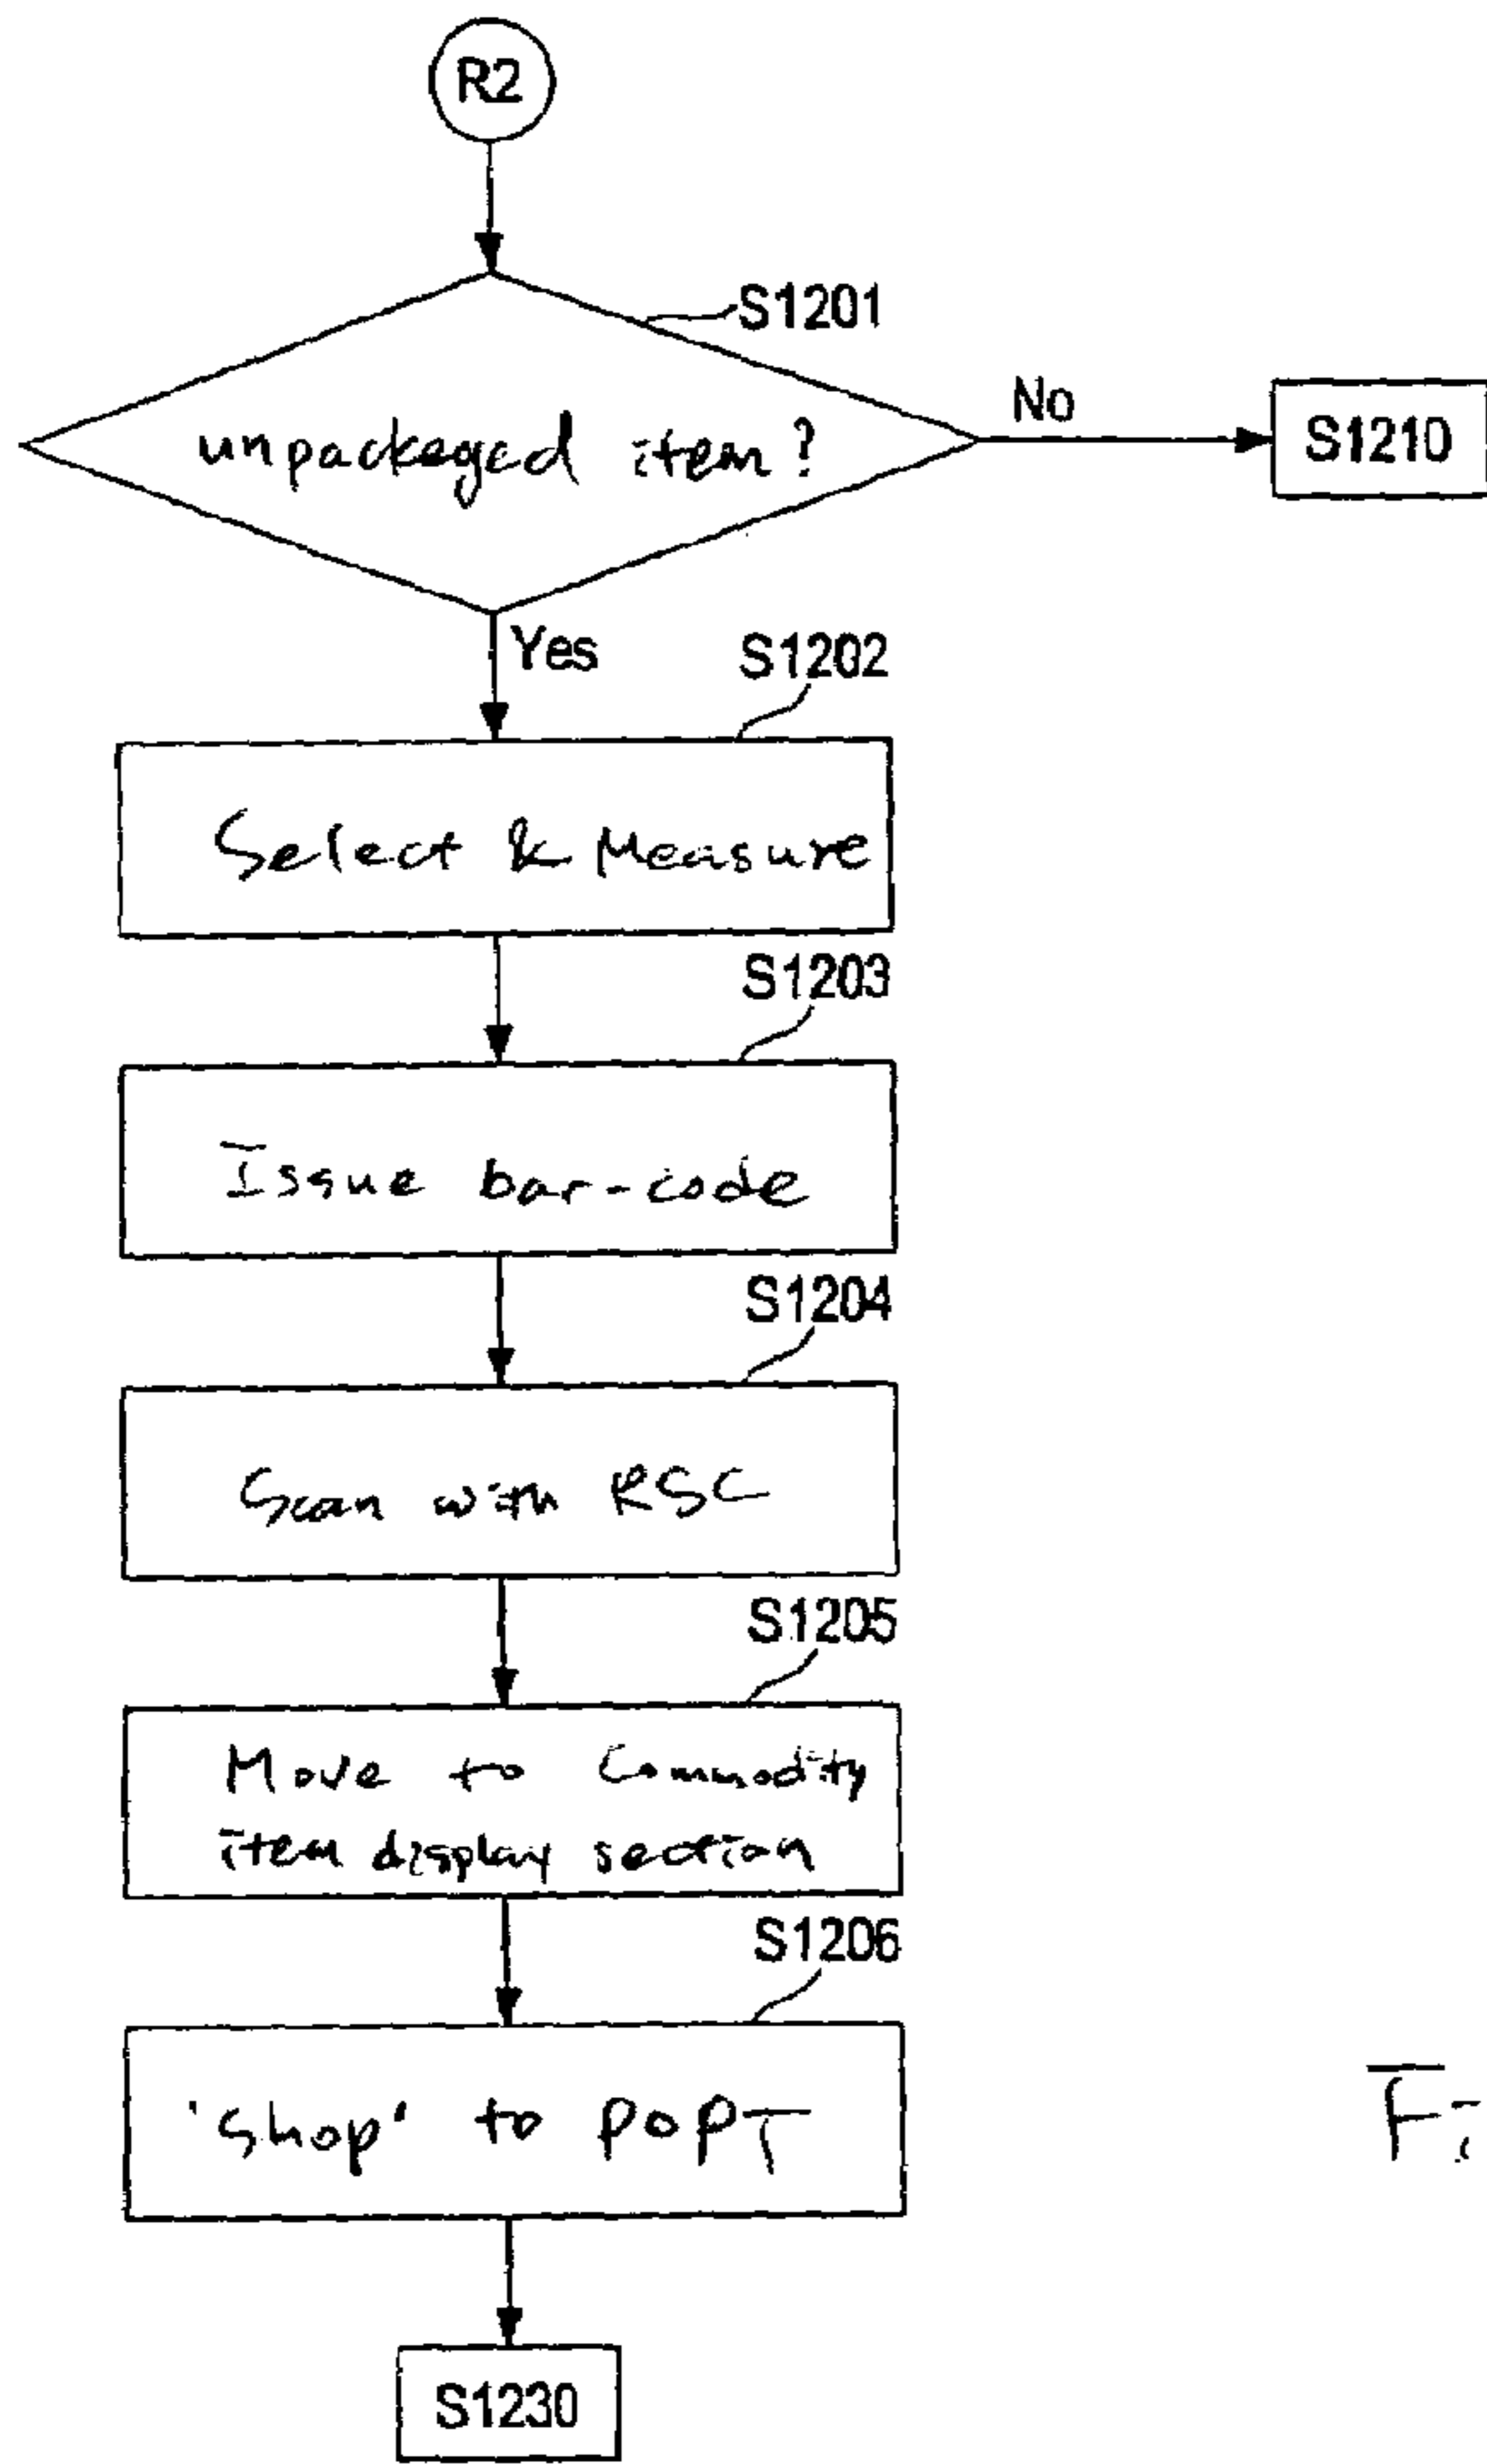 R2
S1201
unpackaged item?
No
S1210
Yes
S1202
Select & Measure
S1203
Issue bar-code
S1204
Scan with RSC
S1205
Move to Commodity
item display section
S1206
'Shop' to POPT
Fi
S1230